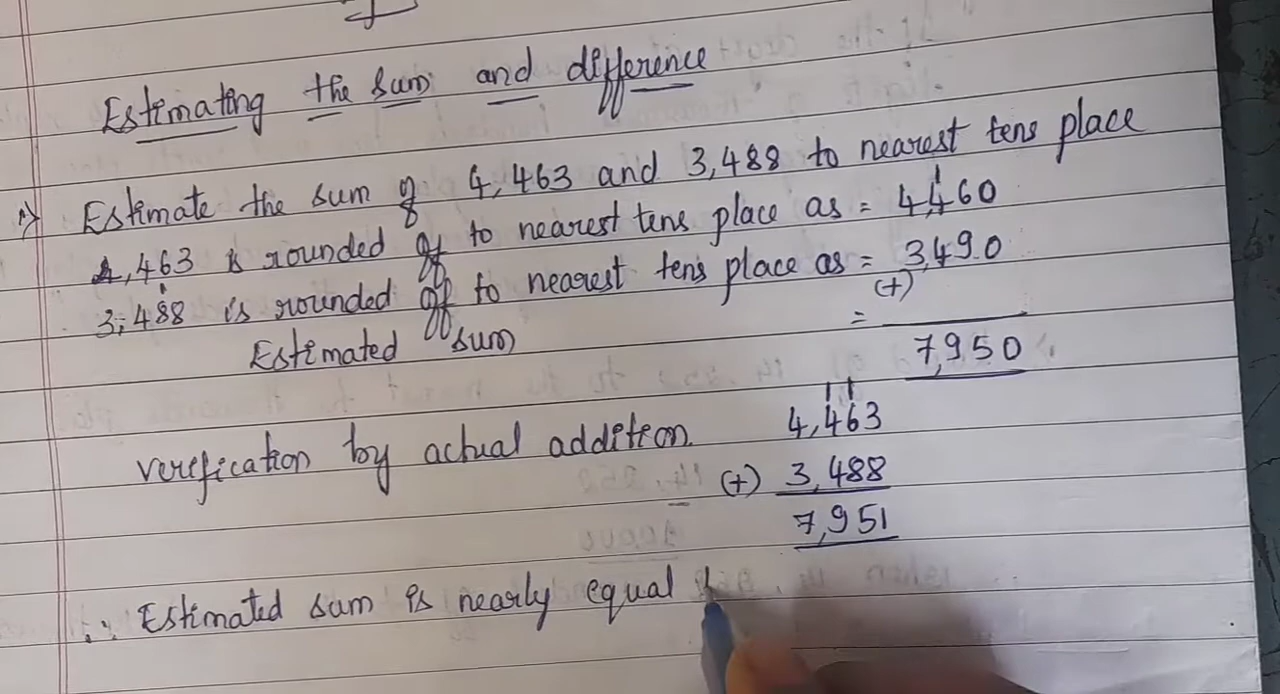 Estimating the sum and difference
1) Estimate the sum of 4,463 and 3,488 to nearest tens place
4,463 is rounded off to nearest tens place as = 4,460
3,488 is rounded off to nearest tens place as = 3,490
(+)
Estimated sum = 7,950
verification by actual addition. 4,463
(+) 3,488
7,951
∴ Estimated sum is nearly equal